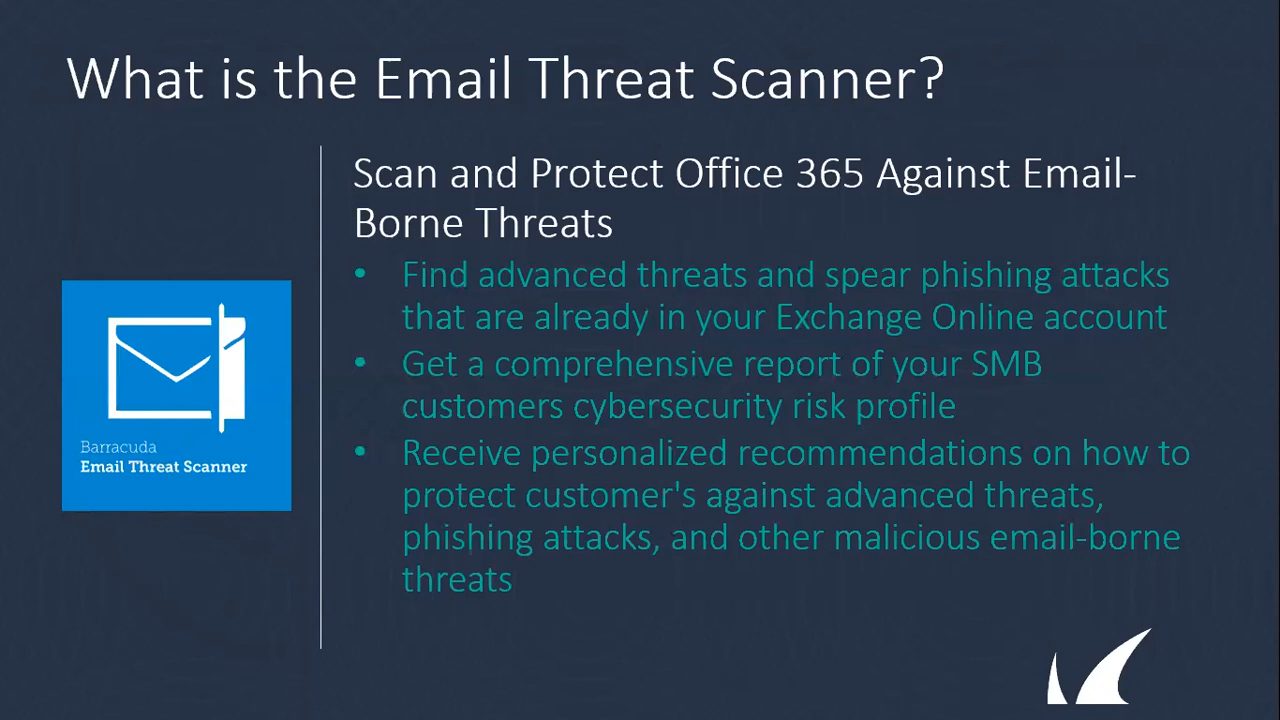 What is the Email Threat Scanner?
Scan and Protect Office 365 Against Email-
Borne Threats
• Find advanced threats and spear phishing attacks
that are already in your Exchange Online account
• Get a comprehensive report of your SMB
customers cybersecurity risk profile
• Receive personalized recommendations on how to
protect customer's against advanced threats,
phishing attacks, and other malicious email-borne
threats
Barracuda
Email Threat Scanner